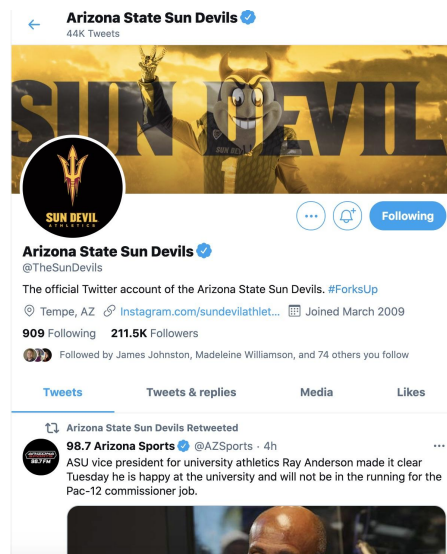 Arizona State Sun Devils
44K Tweets
SUN DEVIL
SUN DEVIL
ATHLETICS
Following
Arizona State Sun Devils
@TheSunDevils
The official Twitter account of the Arizona State Sun Devils. #ForksUp
Tempe, AZ Instagram.com/sundevilathlet... Joined March 2009
909 Following 211.5K Followers
Followed by James Johnston, Madeleine Williamson, and 74 others you follow
Tweets Tweets & replies Media Likes
Arizona State Sun Devils Retweeted
98.7 Arizona Sports @AZSports · 4h
98.7 FM
ASU vice president for university athletics Ray Anderson made it clear
Tuesday he is happy at the university and will not be in the running for the
Pac-12 commissioner job.